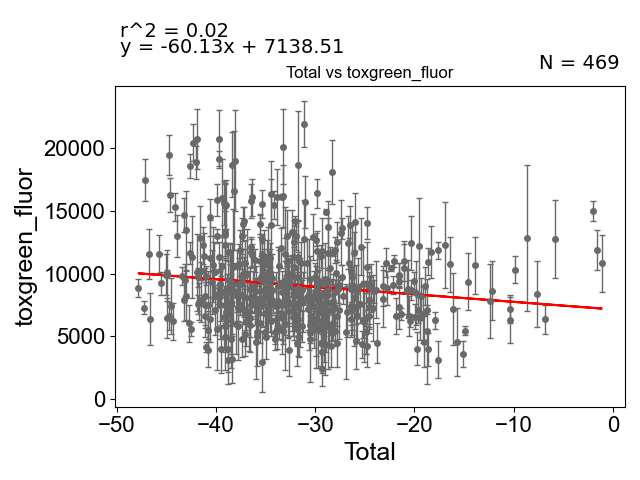 r^2 = 0.02
y = -60.13x + 7138.51
N = 469
Total vs toxgreen_fluor
toxgreen_fluor
20000
15000
10000
5000
0
−50
−40
−30
−20
−10
0
Total